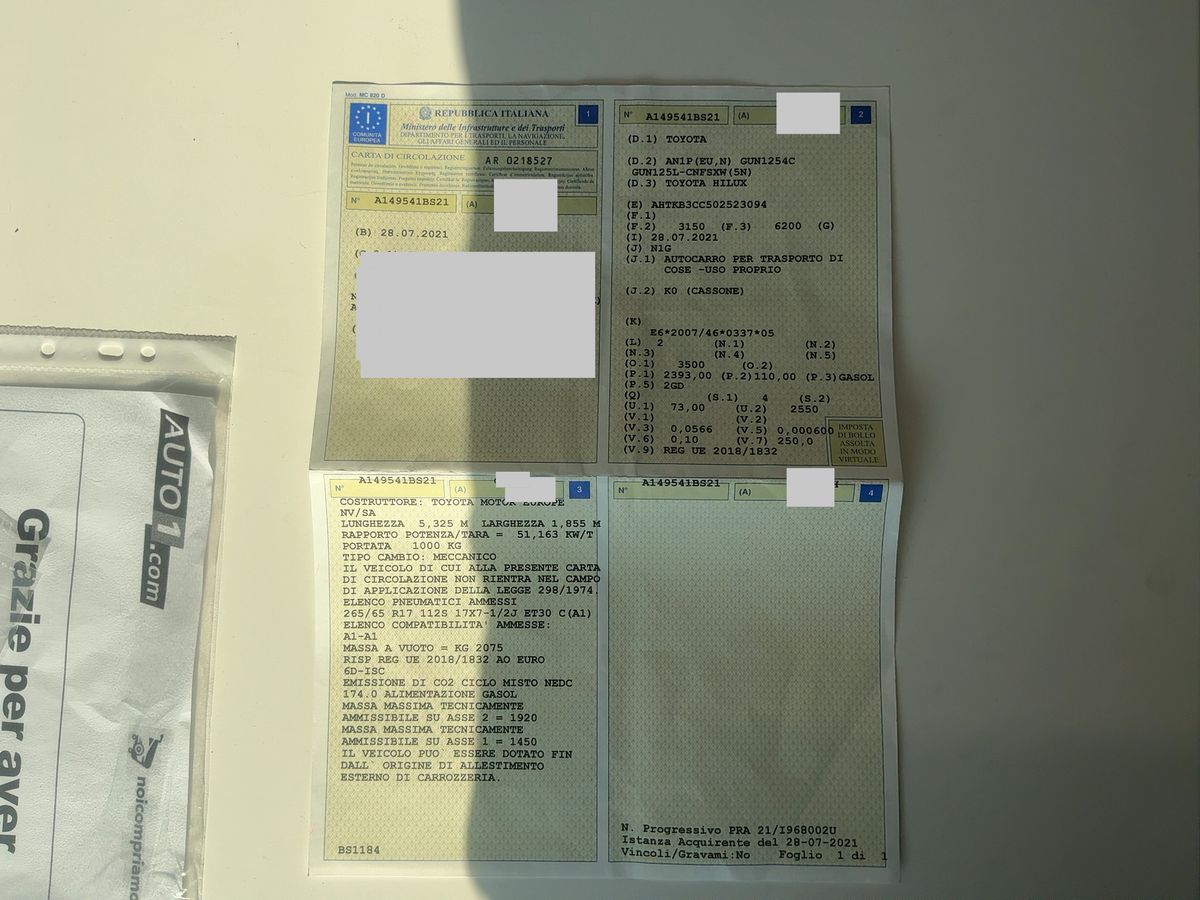 Mod. MC 820 D
COMUNITÀ
EUROPEA
I
REPUBBLICA ITALIANA
1
Ministero delle Infrastrutture e dei Trasporti
DIPARTIMENTO PER I TRASPORTI, LA NAVIGAZIONE,
GLI AFFARI GENERALI ED IL PERSONALE
CARTA DI CIRCOLAZIONE AR 0218527
N° A149541BS21 (A)
(B) 28.07.2021
N° A149541BS21 (A) 2
(D.1) TOYOTA
(D.2) AN1P(EU,N) GUN1254C
GUN125L-CNFSXW(5N)
(D.3) TOYOTA HILUX
(E) AHTKB3CC502523094
(F.1)
(F.2) 3150 (F.3) 6200 (G)
(I) 28.07.2021
(J) N1G
(J.1) AUTOCARRO PER TRASPORTO DI
COSE -USO PROPRIO
(J.2) K0 (CASSONE)
(K)
E6*2007/46*0337*05
(L) 2 (N.1) (N.2)
(N.3) (N.4) (N.5)
(O.1) 3500 (O.2)
(P.1) 2393,00 (P.2)110,00 (P.3)GASOL
(P.5) 2GD
(Q) (S.1) 4 (S.2)
(U.1) 73,00 (U.2) 2550
(V.1) (V.2)
(V.3) 0,0566 (V.5) 0,000600
(V.6) 0,10 (V.7) 250,0
(V.9) REG UE 2018/1832
IMPOSTA
DI BOLLO
ASSOLTA
IN MODO
VIRTUALE
N° A149541BS21 (A) 3
COSTRUTTORE: TOYOTA MOTOR EUROPE
NV/SA
LUNGHEZZA 5,325 M LARGHEZZA 1,855 M
RAPPORTO POTENZA/TARA = 51,163 KW/T
PORTATA 1000 KG
TIPO CAMBIO: MECCANICO
IL VEICOLO DI CUI ALLA PRESENTE CARTA
DI CIRCOLAZIONE NON RIENTRA NEL CAMPO
DI APPLICAZIONE DELLA LEGGE 298/1974.
ELENCO PNEUMATICI AMMESSI
265/65 R17 112S 17X7-1/2J ET30 C(A1)
ELENCO COMPATIBILITA' AMMESSE:
A1-A1
MASSA A VUOTO = KG 2075
RISP REG UE 2018/1832 AO EURO
6D-ISC
EMISSIONE DI CO2 CICLO MISTO NEDC
174.0 ALIMENTAZIONE GASOL
MASSA MASSIMA TECNICAMENTE
AMMISSIBILE SU ASSE 2 = 1920
MASSA MASSIMA TECNICAMENTE
AMMISSIBILE SU ASSE 1 = 1450
IL VEICOLO PUO` ESSERE DOTATO FIN
DALL` ORIGINE DI ALLESTIMENTO
ESTERNO DI CARROZZERIA.
BS1184
N° A149541BS21 (A) 4
N. Progressivo PRA 21/I968002U
Istanza Acquirente del 28-07-2021
Vincoli/Gravami:No Foglio 1 di 1
AUTO1.com
Grazie per aver
noicompriamo